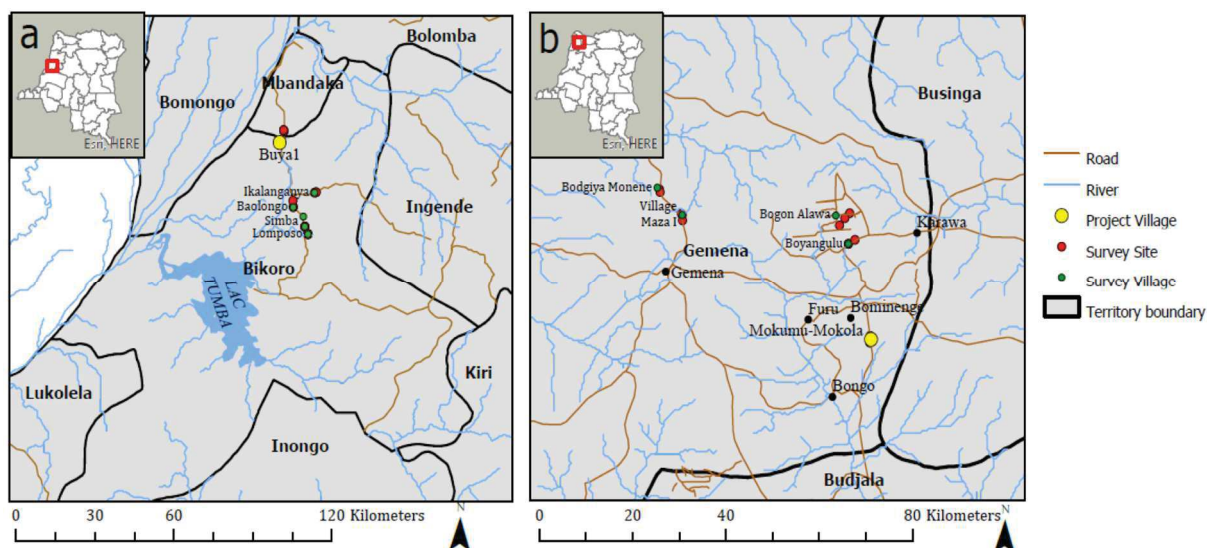 a
Esri, HERE
Bolomba
Mbandaka
Bomongo
Buya1
Ikalanganya
Baolongo
Simba
Lomposo
Ingende
Bikoro
LAC
TUMBA
Kiri
Lukolela
Inongo
0 30 60 120 Kilometers
N
b
Esri, HERE
Businga
Bodgiya Monene
Village
Maza I
Bogon Alawa
Karawa
Boyangulu
Gemena
Gemena
Furu
Bominenge
Mokumu-Mokola
Bongo
Budjala
0 20 40 80 Kilometers
N
Road
River
Project Village
Survey Site
Survey Village
Territory boundary